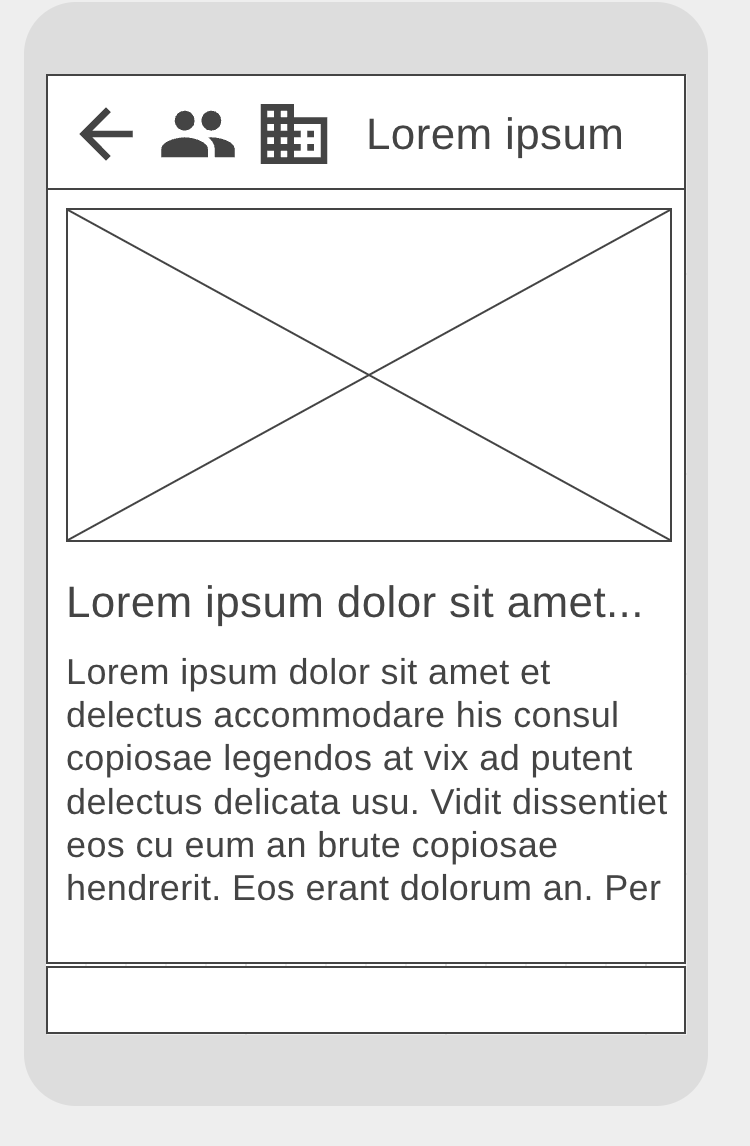 Lorem ipsum
Lorem ipsum dolor sit amet...
Lorem ipsum dolor sit amet et
delectus accommodare his consul
copiosae legendos at vix ad putent
delectus delicata usu. Vidit dissentiet
eos cu eum an brute copiosae
hendrerit. Eos erant dolorum an. Per